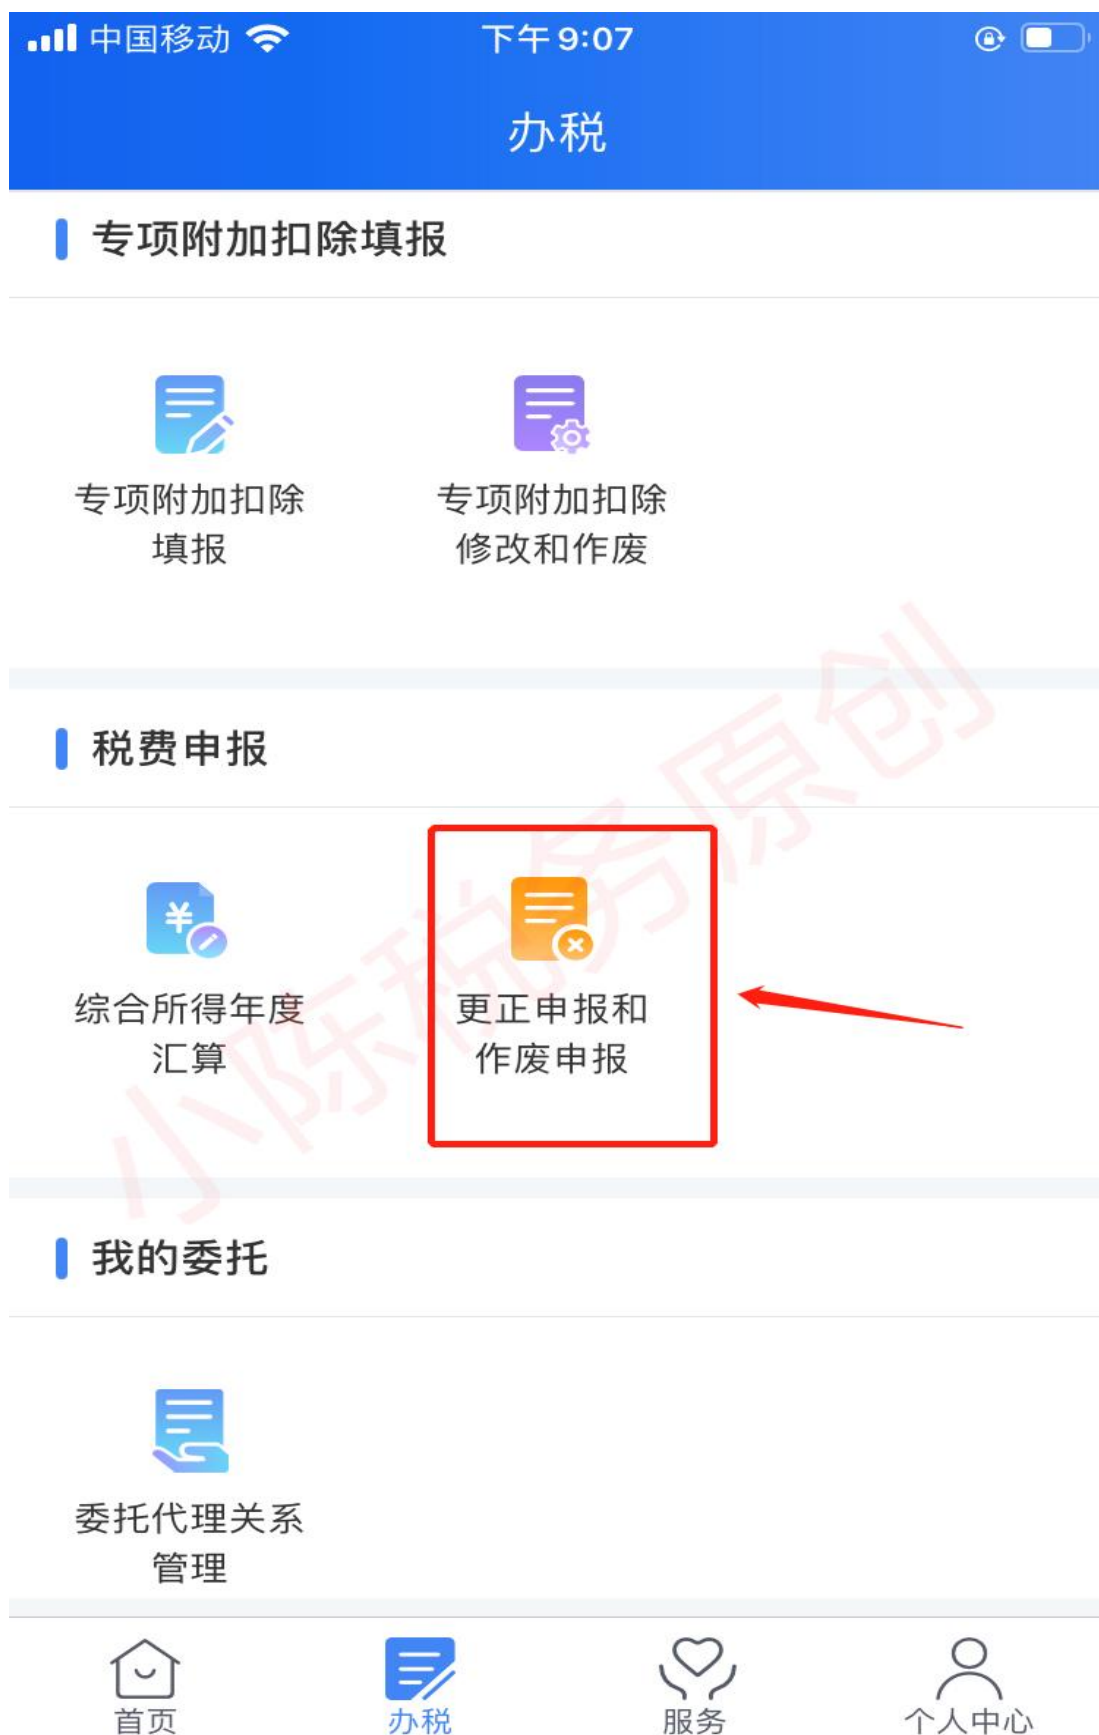 中国移动 下午9:07
办税
专项附加扣除填报
专项附加扣除 专项附加扣除
填报 修改和作废
税费申报
¥
综合所得年度 更正申报和
汇算 作废申报
我的委托
委托代理关系
管理
首页 办税 服务 个人中心
小陈税务原创